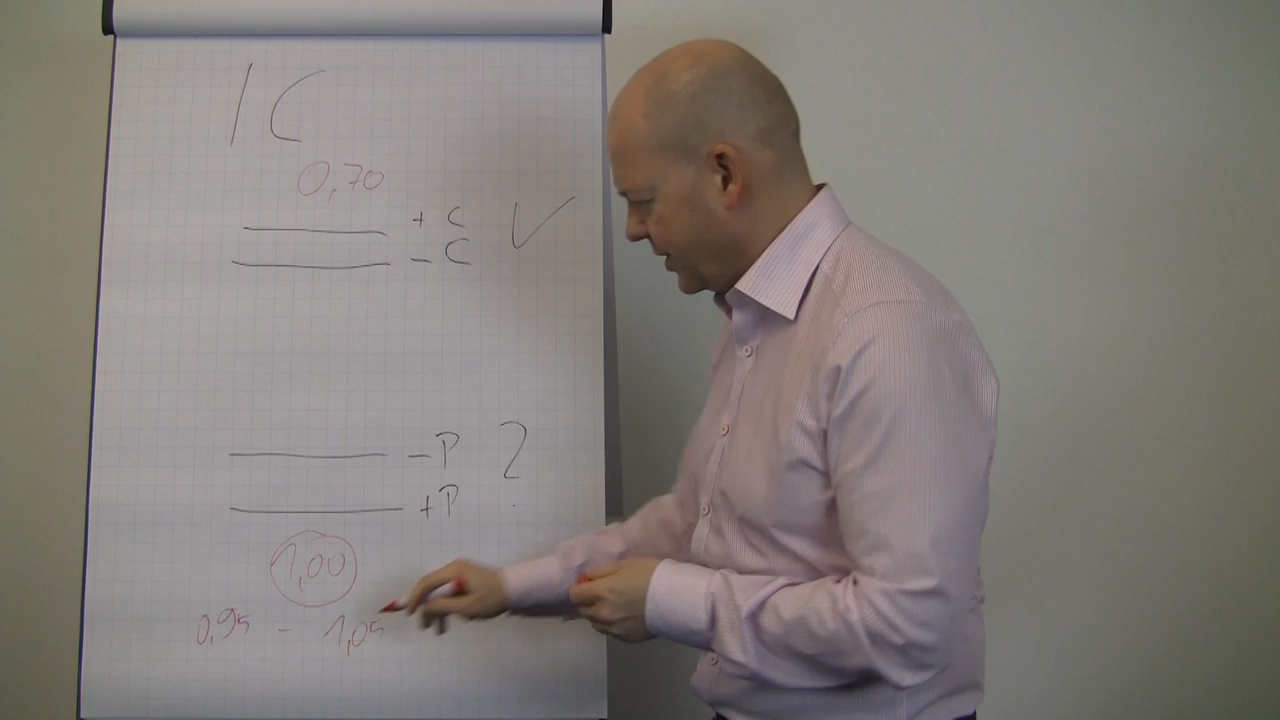 IC
0,70
+ C
- C ✓
- P ?
+ P
1,00
0,95 - 1,05